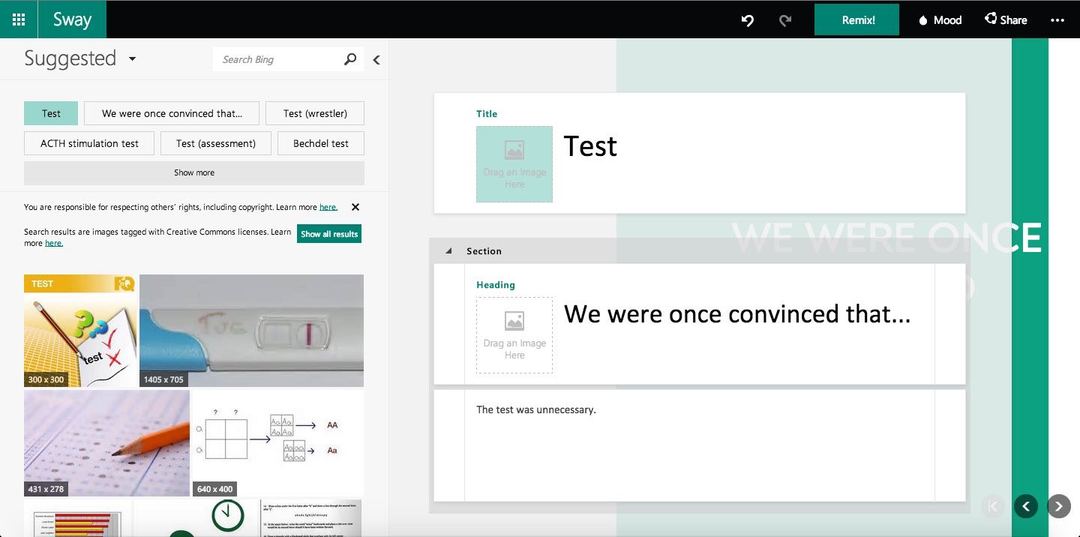 Sway
Remix!
Mood
Share
Suggested
Search Bing
Test
We were once convinced that...
Test (wrestler)
ACTH stimulation test
Test (assessment)
Bechdel test
Show more
You are responsible for respecting others' rights, including copyright. Learn more here.
Search results are images tagged with Creative Commons licenses. Learn
more here.
Show all results
TEST
test
300 x 300
1405 x 705
431 x 278
? ?
AA
Aa
640 x 400
Title
Drag an Image
Here
Test
WE WERE ONCE
Section
Heading
Drag an Image
Here
We were once convinced that...
The test was unnecessary.